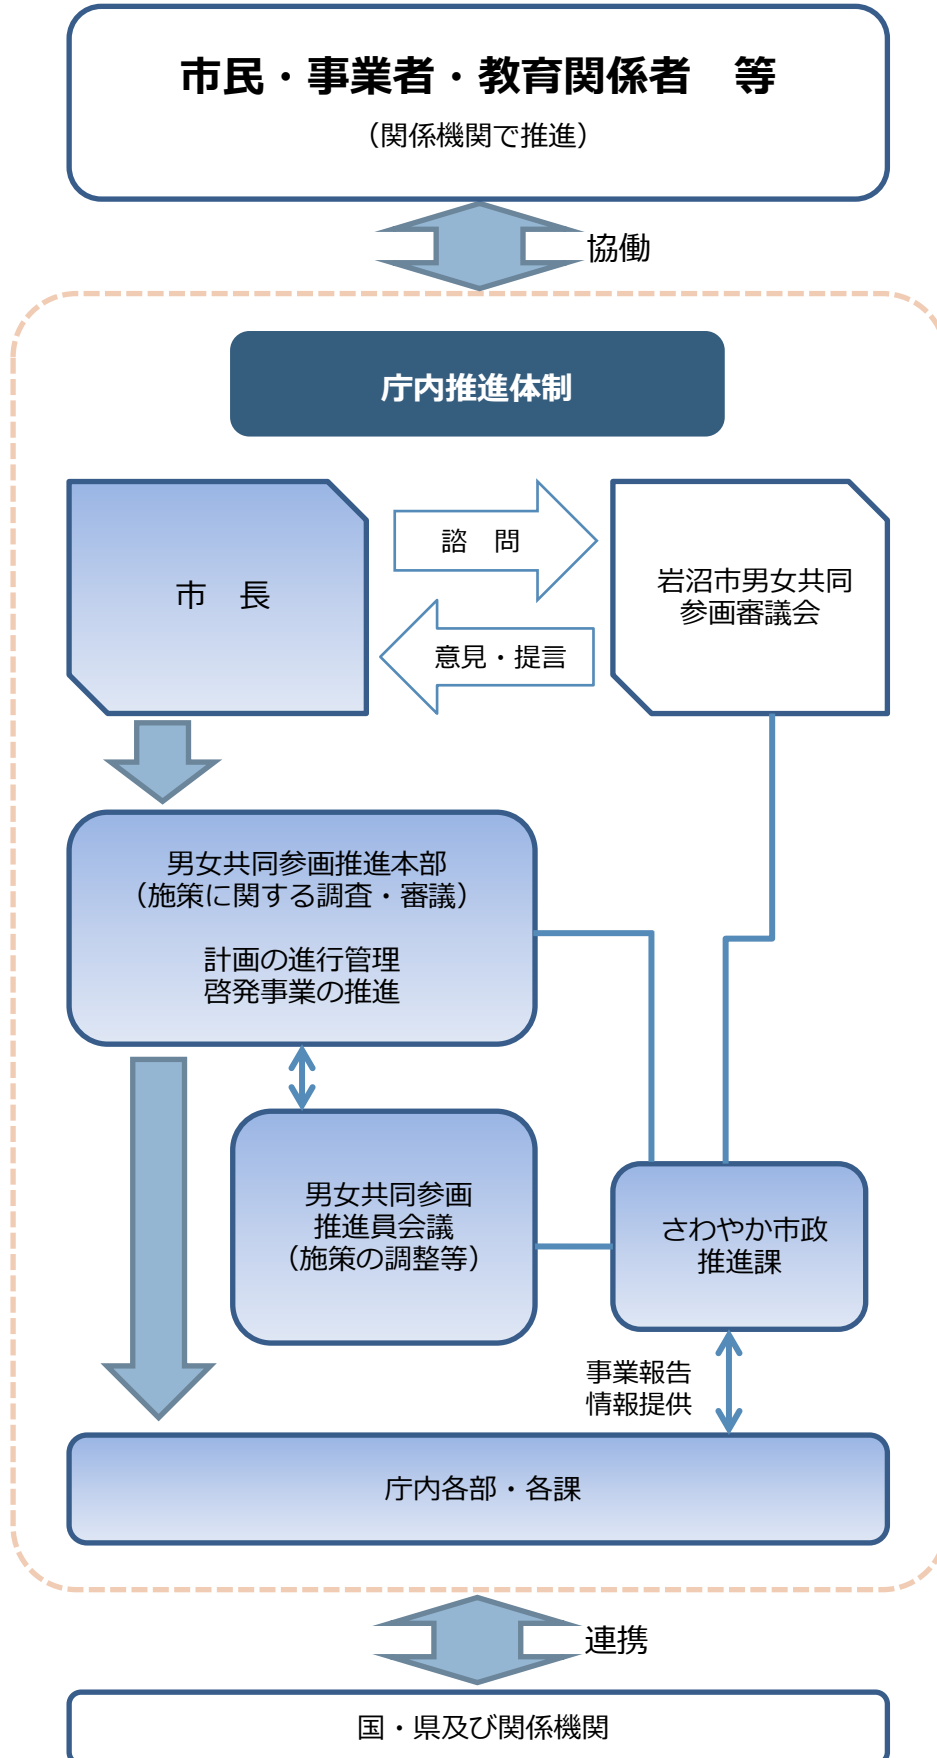 市民・事業者・教育関係者　等
（関係機関で推進）
協働
庁内推進体制
市　長
諮　問
意見・提言
岩沼市男女共同
参画審議会
男女共同参画推進本部
（施策に関する調査・審議）
計画の進行管理
啓発事業の推進
男女共同参画
推進員会議
（施策の調整等）
さわやか市政
推進課
事業報告
情報提供
庁内各部・各課
連携
国・県及び関係機関